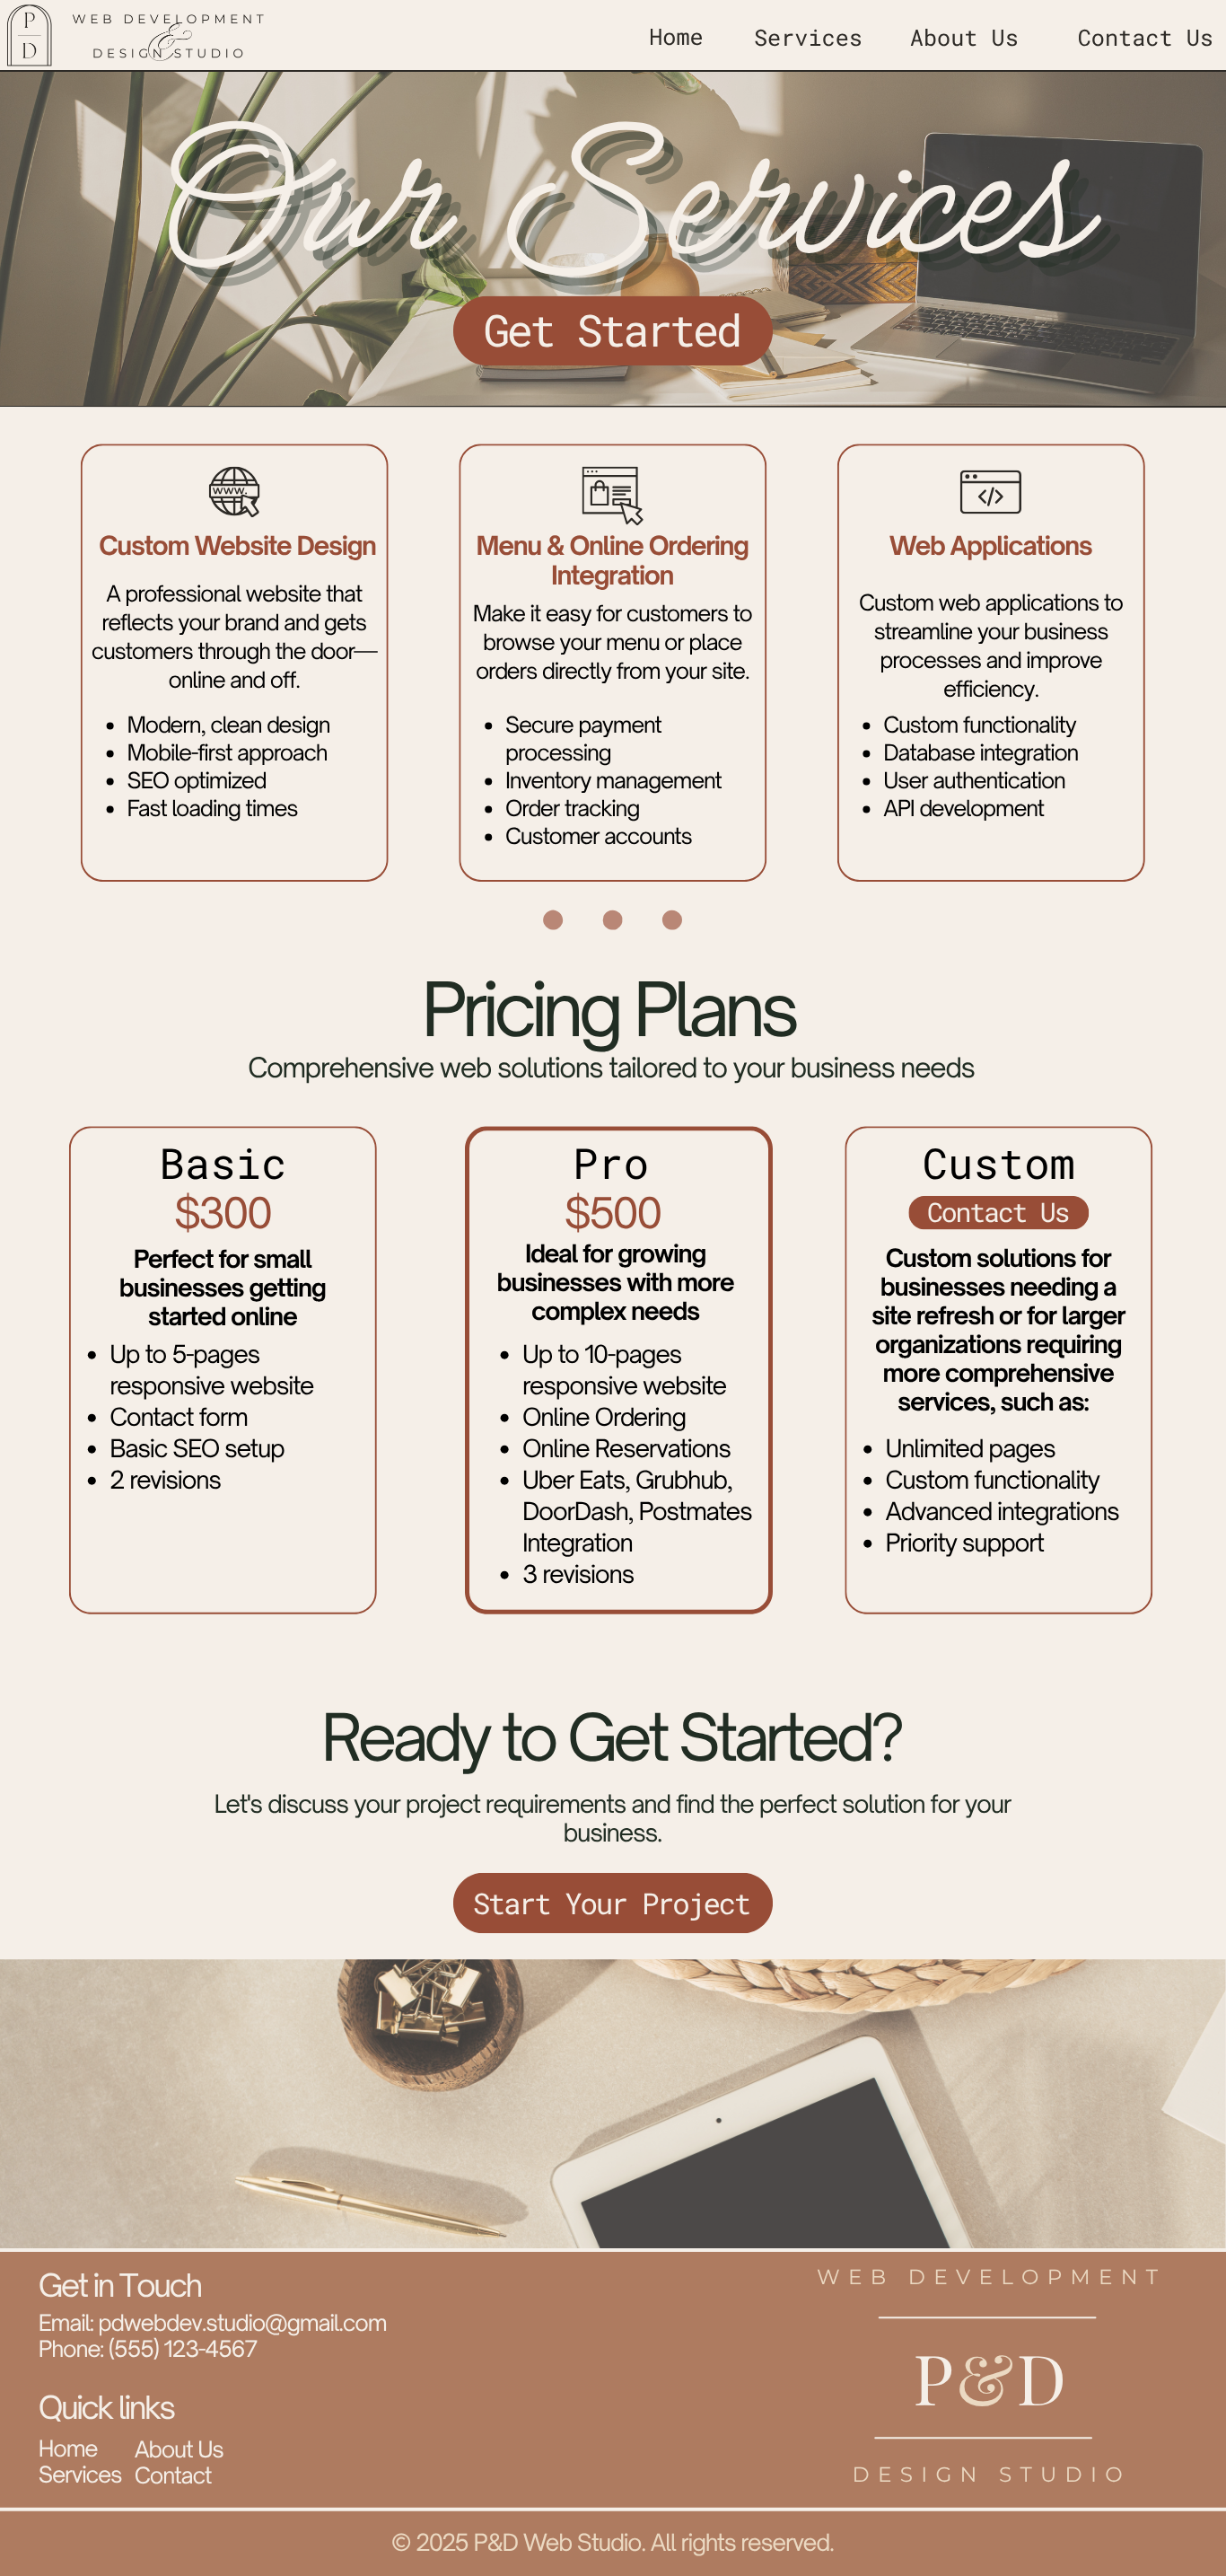 P
D
WEB DEVELOPMENT
&
DESIGN STUDIO
Home Services About Us Contact Us
Our Services
Get Started
www.
Custom Website Design
A professional website that
reflects your brand and gets
customers through the door—
online and off.
• Modern, clean design
• Mobile-first approach
• SEO optimized
• Fast loading times
Menu & Online Ordering
Integration
Make it easy for customers to
browse your menu or place
orders directly from your site.
• Secure payment
processing
• Inventory management
• Order tracking
• Customer accounts
</>
Web Applications
Custom web applications to
streamline your business
processes and improve
efficiency.
• Custom functionality
• Database integration
• User authentication
• API development
Pricing Plans
Comprehensive web solutions tailored to your business needs
Basic
$300
Perfect for small
businesses getting
started online
• Up to 5-pages
responsive website
• Contact form
• Basic SEO setup
• 2 revisions
Pro
$500
Ideal for growing
businesses with more
complex needs
• Up to 10-pages
responsive website
• Online Ordering
• Online Reservations
• Uber Eats, Grubhub,
DoorDash, Postmates
Integration
• 3 revisions
Custom
Contact Us
Custom solutions for
businesses needing a
site refresh or for larger
organizations requiring
more comprehensive
services, such as:
• Unlimited pages
• Custom functionality
• Advanced integrations
• Priority support
Ready to Get Started?
Let's discuss your project requirements and find the perfect solution for your
business.
Start Your Project
Get in Touch
Email: pdwebdev.studio@gmail.com
Phone: (555) 123-4567
Quick links
Home About Us
Services Contact
WEB DEVELOPMENT
P&D
DESIGN STUDIO
© 2025 P&D Web Studio. All rights reserved.